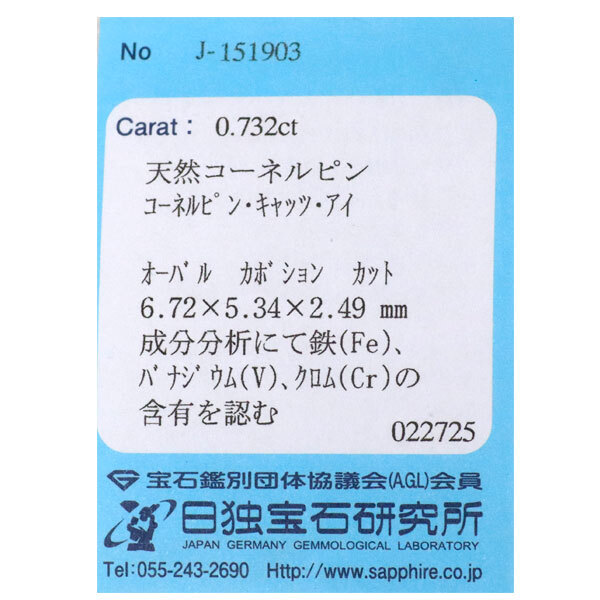 No J-151903
Carat: 0.732ct
天然コーネルピン
ｺｰﾈﾙﾋﾟﾝ･ｷｬｯﾂ･ｱｲ
ｵｰﾊﾞﾙ ｶﾎﾞｼｮﾝ ｶｯﾄ
6.72×5.34×2.49 mm
成分分析にて鉄(Fe)、
ﾊﾞﾅｼﾞｳﾑ(V)、ｸﾛﾑ(Cr)の
含有を認む
022725
宝石鑑別団体協議会(AGL)会員
日独宝石研究所
JAPAN GERMANY GEMMOLOGICAL LABORATORY
Tel:055-243-2690 Http://www.sapphire.co.jp